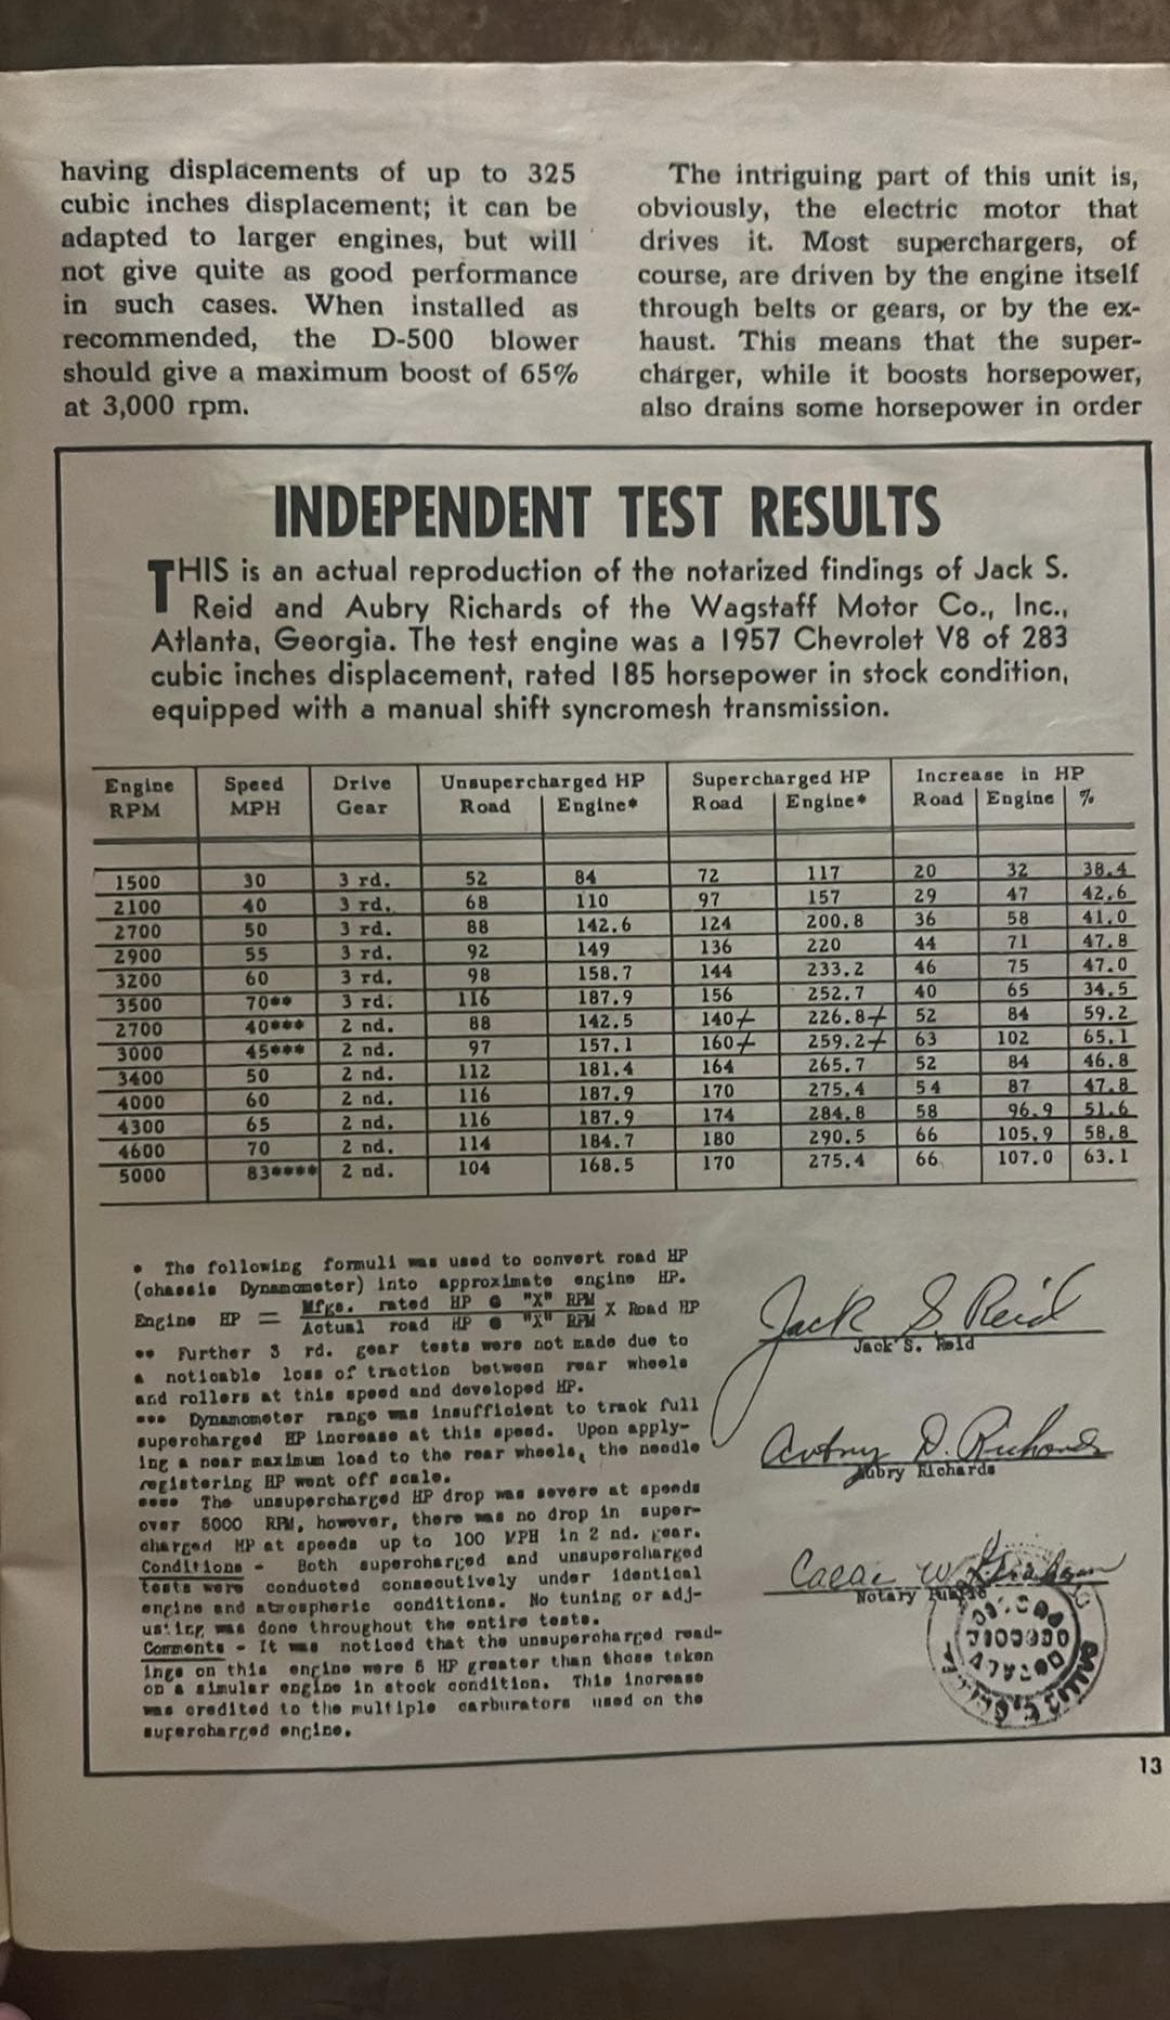 having displacements of up to 325
cubic inches displacement; it can be
adapted to larger engines, but will
not give quite as good performance
in such cases. When installed as
recommended, the D-500 blower
should give a maximum boost of 65%
at 3,000 rpm.
The intriguing part of this unit is,
obviously, the electric motor that
drives it. Most superchargers, of
course, are driven by the engine itself
through belts or gears, or by the ex-
haust. This means that the super-
charger, while it boosts horsepower,
also drains some horsepower in order
INDEPENDENT TEST RESULTS
THIS is an actual reproduction of the notarized findings of Jack S.
Reid and Aubry Richards of the Wagstaff Motor Co., Inc.,
Atlanta, Georgia. The test engine was a 1957 Chevrolet V8 of 283
cubic inches displacement, rated 185 horsepower in stock condition,
equipped with a manual shift syncromesh transmission.
Engine Speed Drive Unsupercharged HP Supercharged HP Increase in HP
RPM MPH Gear Road Engine* Road Engine* Road Engine %
1500 30 3 rd. 52 84 72 117 20 32 38.4
2100 40 3 rd. 68 110 97 157 29 47 42.6
2700 50 3 rd. 88 142.6 124 200.8 36 58 41.0
2900 55 3 rd. 92 149 136 220 44 71 47.8
3200 60 3 rd. 98 158.7 144 233.2 46 75 47.0
3500 70** 3 rd. 116 187.9 156 252.7 40 65 34.5
2700 40*** 2 nd. 88 142.5 140+ 226.8+ 52 84 59.2
3000 45*** 2 nd. 97 157.1 160+ 259.2+ 63 102 65.1
3400 50 2 nd. 112 181.4 164 265.7 52 84 46.8
4000 60 2 nd. 116 187.9 170 275.4 54 87 47.8
4300 65 2 nd. 116 187.9 174 284.8 58 96.9 51.6
4600 70 2 nd. 114 184.7 180 290.5 66 105.9 58.8
5000 83**** 2 nd. 104 168.5 170 275.4 66 107.0 63.1
* The following formuli was used to convert road HP
(chassis Dynamometer) into approximate engine HP.
Engine HP = Mfgs. rated HP @ "X" RPM X Road HP
Actual road HP @ "X" RPM
** Further 3 rd. gear tests were not made due to
a noticable loss of traction between rear wheels
and rollers at this speed and developed HP.
*** Dynamometer range was insufficient to track full
supercharged HP increase at this speed. Upon apply-
ing a near maximum load to the rear wheels, the needle
registering HP went off scale.
**** The unsupercharged HP drop was severe at speeds
over 5000 RPM, however, there was no drop in super-
charged HP at speeds up to 100 MPH in 2 nd. gear.
Conditions - Both supercharged and unsupercharged
tests were conducted consecutively under identical
engine and atmospheric conditions. No tuning or adj-
usting was done throughout the entire tests.
Comments - It was noticed that the unsupercharged read-
ings on this engine were 5 HP greater than those taken
on a simular engine in stock condition. This increase
was credited to the multiple carburators used on the
supercharged engine.
Jack S Reid
Jack S. Reid
Aubry D. Richards
Aubry Richards
Notary Public
13